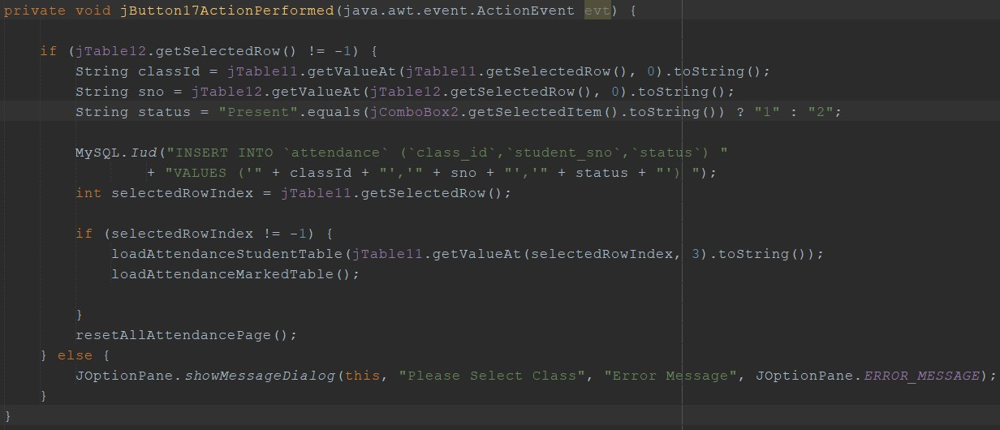 private void jButton17ActionPerformed(java.awt.event.ActionEvent evt) {
if (jTable12.getSelectedRow() != -1) {
String classId = jTable11.getValueAt(jTable11.getSelectedRow(), 0).toString();
String sno = jTable12.getValueAt(jTable12.getSelectedRow(), 0).toString();
String status = "Present".equals(jComboBox2.getSelectedItem().toString()) ? "1" : "2";
MySQL.Iud("INSERT INTO `attendance` (`class_id`,`student_sno`,`status`) "
+ "VALUES ('" + classId + "','" + sno + "','" + status + "') ");
int selectedRowIndex = jTable11.getSelectedRow();
if (selectedRowIndex != -1) {
loadAttendanceStudentTable(jTable11.getValueAt(selectedRowIndex, 3).toString());
loadAttendanceMarkedTable();
}
resetAllAttendancePage();
} else {
JOptionPane.showMessageDialog(this, "Please Select Class", "Error Message", JOptionPane.ERROR_MESSAGE);
}
}